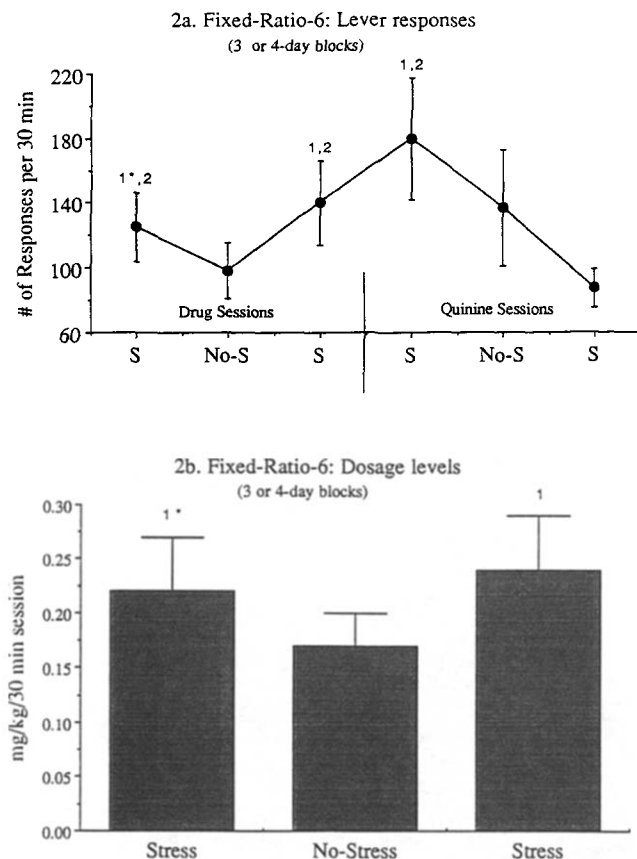 2a. Fixed-Ratio-6: Lever responses
(3 or 4-day blocks)
# of Responses per 30 min
220
180
140
100
60
1*,2
1,2
1,2
Drug Sessions
Quinine Sessions
S No-S S S No-S S
2b. Fixed-Ratio-6: Dosage levels
(3 or 4-day blocks)
mg/kg/30 min session
0.30
0.25
0.20
0.15
0.10
0.05
0.00
1*
1
Stress No-Stress Stress